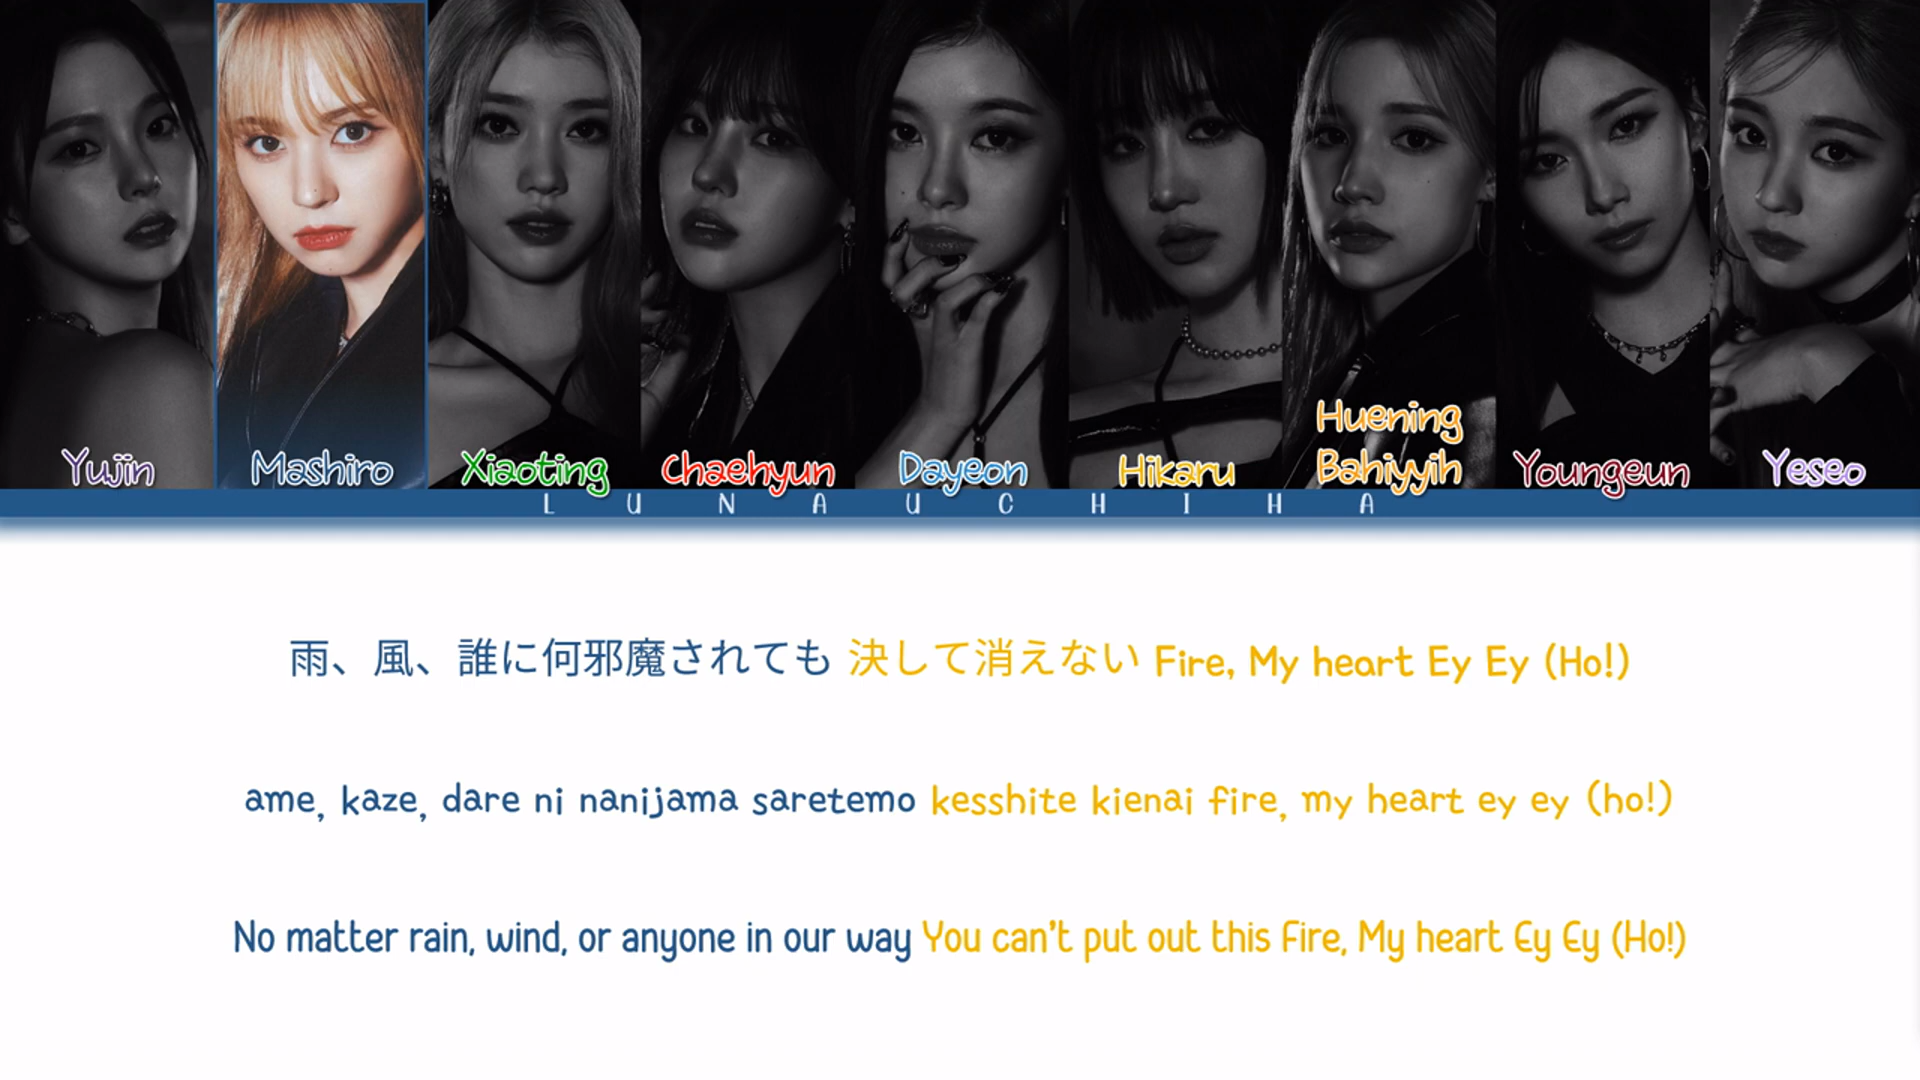 Yujin
Mashiro
Xiaoting
Chaehyun
Dayeon
Hikaru
Huening
Bahiyyih
Youngeun
Yeseo
LUNAUCHIHA
雨、風、誰に何邪魔されても 決して消えない Fire, My heart Ey Ey (Ho!)
ame, kaze, dare ni nanijama saretemo kesshite kienai fire, my heart ey ey (ho!)
No matter rain, wind, or anyone in our way You can't put out this Fire, My heart Ey Ey (Ho!)